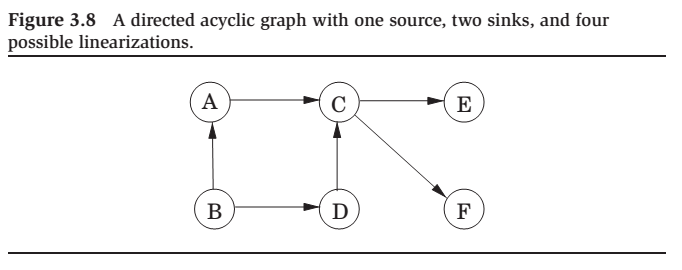 Figure 3.8 A directed acyclic graph with one source, two sinks, and four
possible linearizations.
A C E
B D F